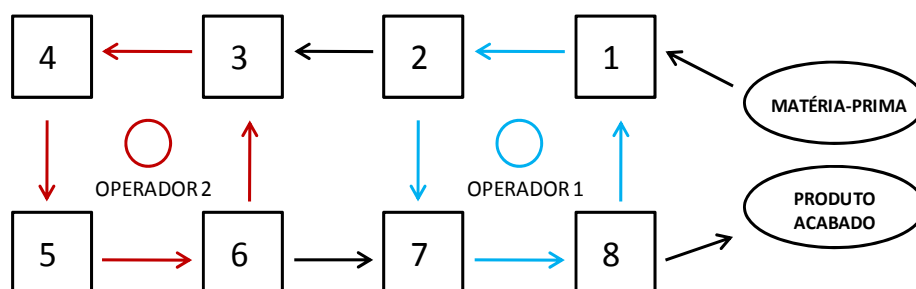 4
3
2
1
MATÉRIA-PRIMA
OPERADOR 2
OPERADOR 1
PRODUTO
ACABADO
5
6
7
8